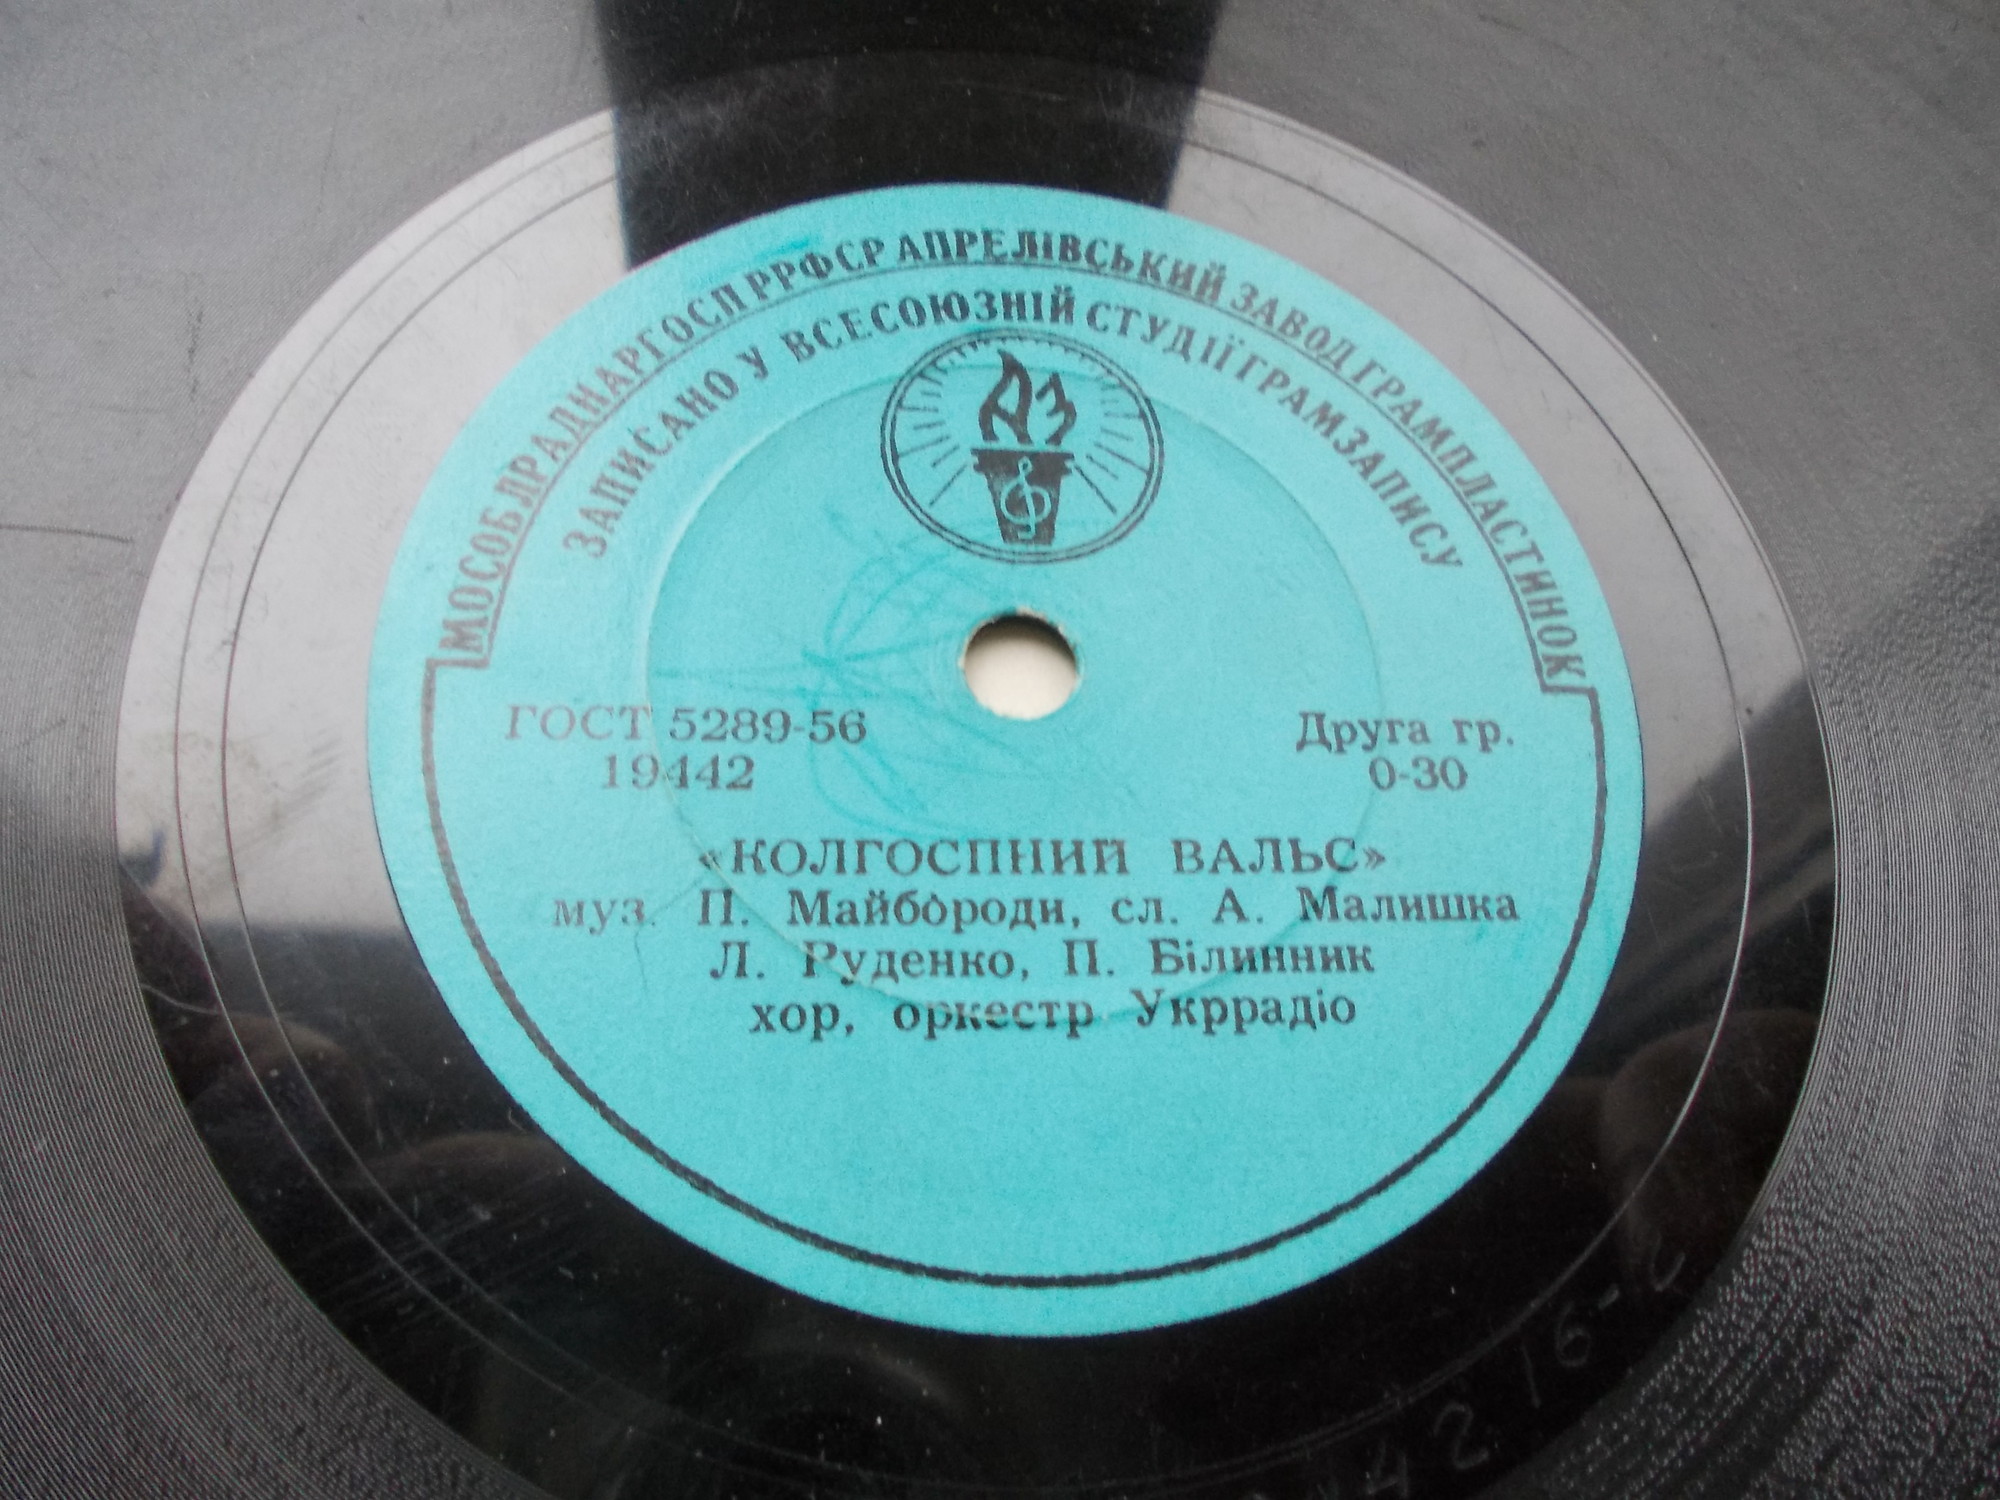 МОСОБЛРАДНАРГОСП РРФСР АПРЕЛІВСЬКИЙ ЗАВОД ГРАМПЛАСТИНОК
ЗАПИСАНО У ВСЕСОЮЗНІЙ СТУДІЇ ГРАМЗАПИСУ
АЗ
ГОСТ 5289-56
19442
Друга гр.
0-30
«КОЛГОСПНИЙ ВАЛЬС»
муз. П. Майбороди, сл. А. Малишка
Л. Руденко, П. Білинник
хор, оркестр Укррадіо